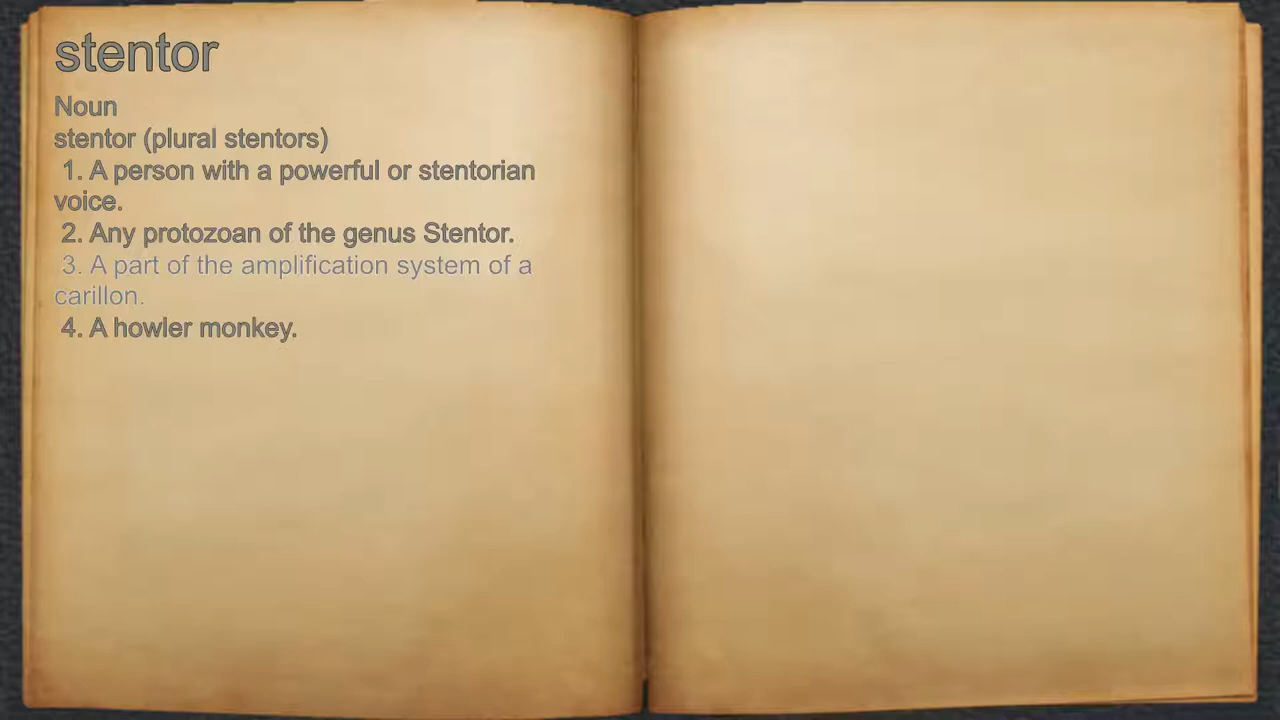 stentor
Noun
stentor (plural stentors)
1. A person with a powerful or stentorian
voice.
2. Any protozoan of the genus Stentor.
3. A part of the amplification system of a
carillon.
4. A howler monkey.